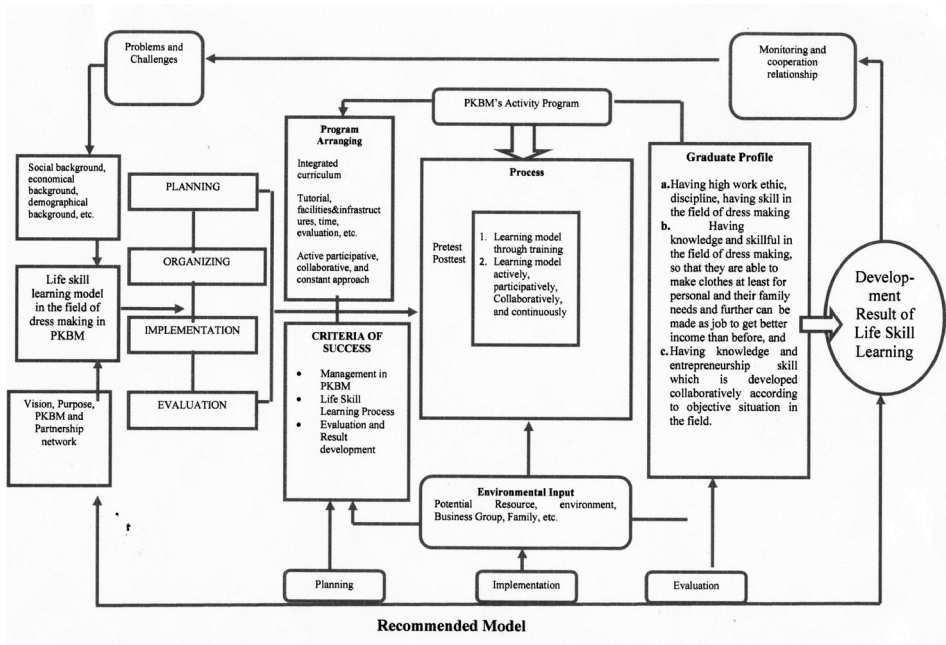 Problems and
Challenges
Monitoring and
cooperation
relationship
PKBM's Activity Program
Social background,
economical
background,
demographical
background, etc.
Life skill
learning model
in the field of
dress making in
PKBM
Vision, Purpose,
PKBM and
Partnership
network
PLANNING
ORGANIZING
IMPLEMENTATION
EVALUATION
Program
Arranging
Integrated
curriculum
Tutorial,
facilities&infrastruct
ures, time,
evaluation, etc.
Active participative,
collaborative, and
constant approach
CRITERIA OF
SUCCESS
• Management in
PKBM
• Life Skill
Learning Process
• Evaluation and
Result
development
Process
Pretest
Posttest
1. Learning model
through training
2. Learning model
actively,
participatively,
Collaboratively,
and continuously
Environmental Input
Potential Resource, environment,
Business Group, Family, etc.
Graduate Profile
a. Having high work ethic,
discipline, having skill in
the field of dress making
b. Having
knowledge and skillful in
the field of dress making,
so that they are able to
make clothes at least for
personal and their family
needs and further can be
made as job to get better
income than before, and
c. Having knowledge and
entrepreneurship skill
which is developed
collaboratively according
to objective situation in
the field.
Develop-
ment
Result of
Life Skill
Learning
Planning
Implementation
Evaluation
Recommended Model